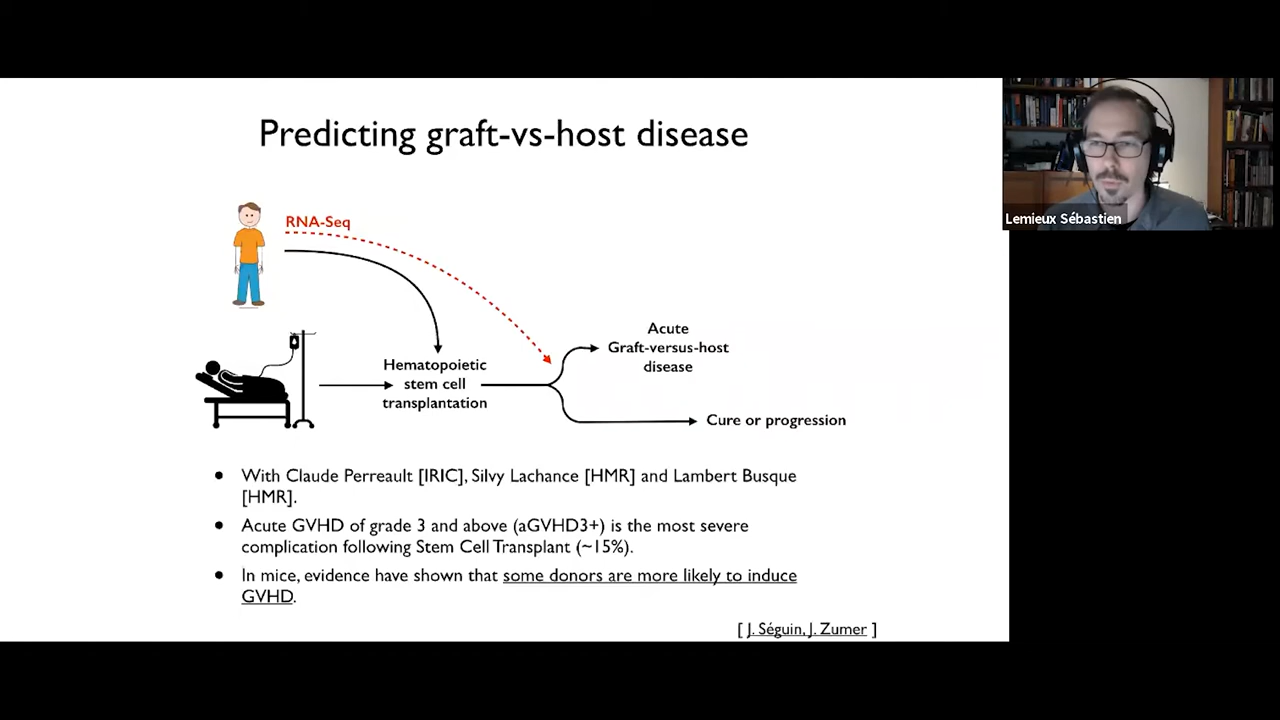 Predicting graft-vs-host disease
RNA-Seq
Acute
Graft-versus-host
disease
Hematopoietic
stem cell
transplantation
Cure or progression
• With Claude Perreault [IRIC], Silvy Lachance [HMR] and Lambert Busque
[HMR].
• Acute GVHD of grade 3 and above (aGVHD3+) is the most severe
complication following Stem Cell Transplant (~15%).
• In mice, evidence have shown that some donors are more likely to induce
GVHD.
[ J. Séguin, J. Zumer ]
Lemieux Sébastien